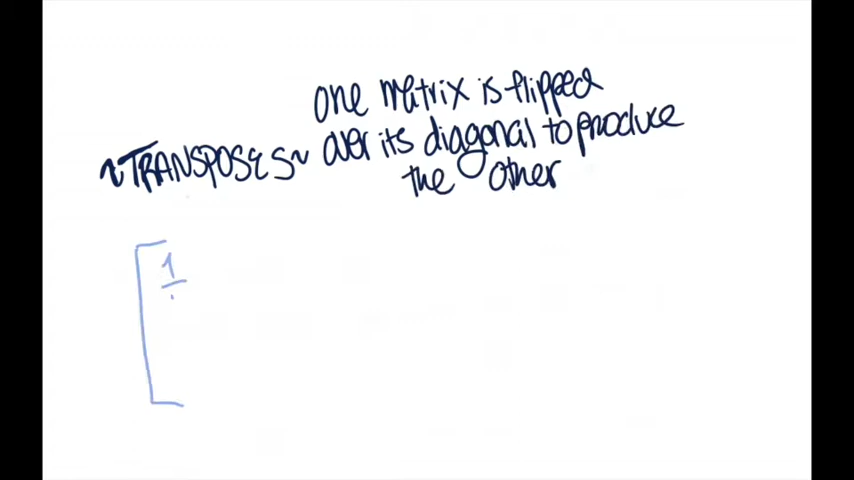 one matrix is flipped
~TRANSPOSES~ over its diagonal to produce
the other
1